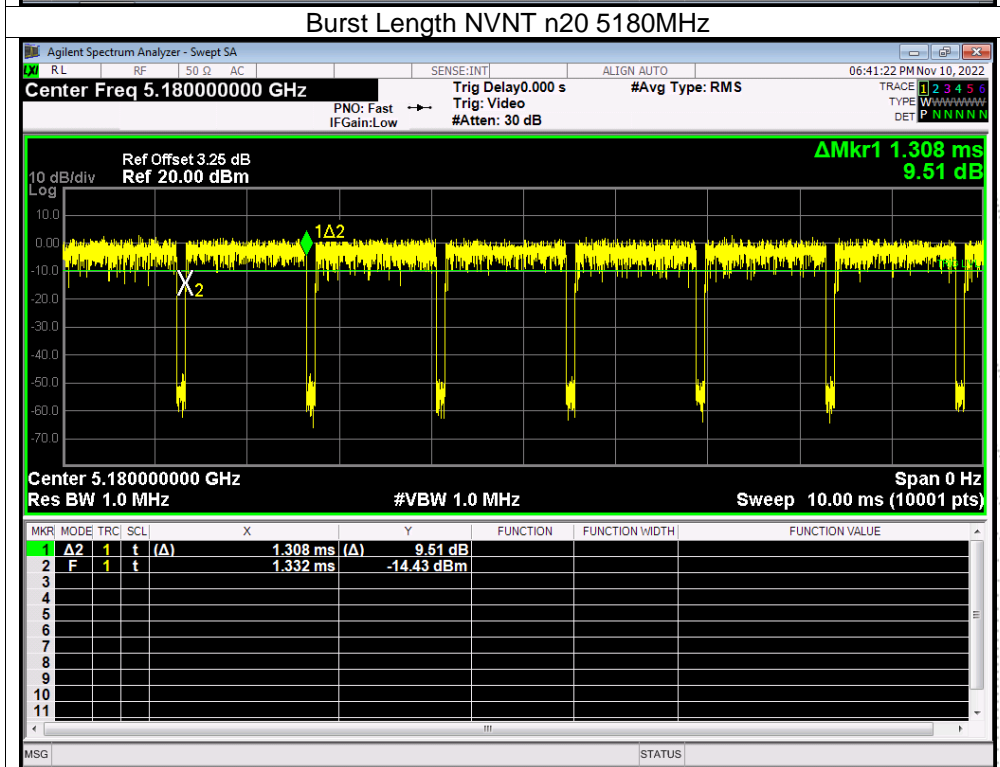 Burst Length NVNT n20 5180MHz
Agilent Spectrum Analyzer - Swept SA
LXI RL RF 50 Ω AC SENSE:INT ALIGN AUTO 06:41:22 PM Nov 10, 2022
Center Freq 5.180000000 GHz Trig Delay0.000 s #Avg Type: RMS TRACE 1 2 3 4 5 6
PNO: Fast Trig: Video TYPE WWWWWW
IFGain:Low #Atten: 30 dB DET P N N N N N
ΔMkr1 1.308 ms
9.51 dB
Ref Offset 3.25 dB
10 dB/div Ref 20.00 dBm
Log
10.0
1Δ2
0.00
-10.0
2
-20.0
-30.0
-40.0
-50.0
-60.0
-70.0
Center 5.180000000 GHz Span 0 Hz
Res BW 1.0 MHz #VBW 1.0 MHz Sweep 10.00 ms (10001 pts)
MKR MODE TRC SCL X Y FUNCTION FUNCTION WIDTH FUNCTION VALUE
1 Δ2 1 t (Δ) 1.308 ms (Δ) 9.51 dB
2 F 1 t 1.332 ms -14.43 dBm
3
4
5
6
7
8
9
10
11
MSG STATUS